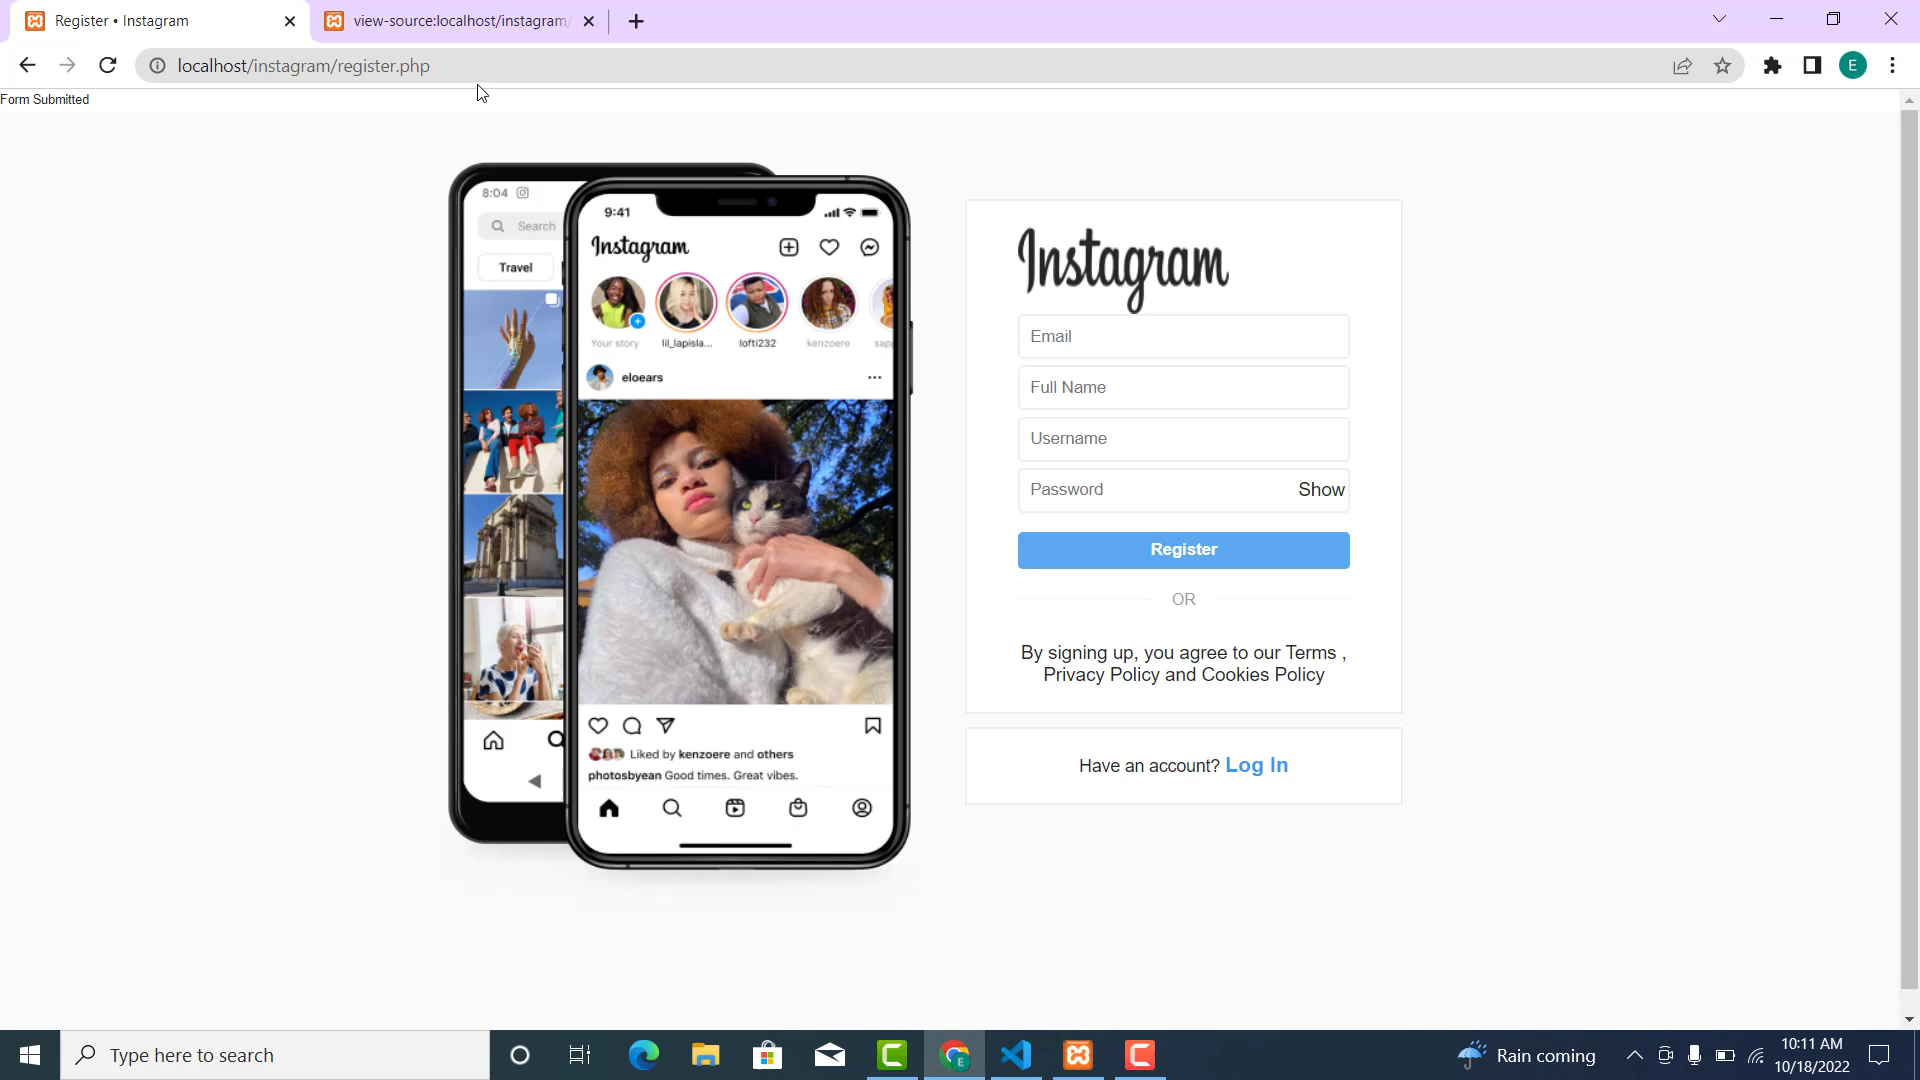 Register • Instagram
view-source:localhost/instagram/
localhost/instagram/register.php
E
Form Submitted
8:04
Search
Travel
9:41
Instagram
Your story
lil_lapisla...
lofti232
kenzoere
sapp
eloears
Liked by kenzoere and others
photosbyean Good times. Great vibes.
Instagram
Email
Full Name
Username
Password
Show
Register
OR
By signing up, you agree to our Terms ,
Privacy Policy and Cookies Policy
Have an account? Log In
Type here to search
E
Rain coming
10:11 AM
10/18/2022